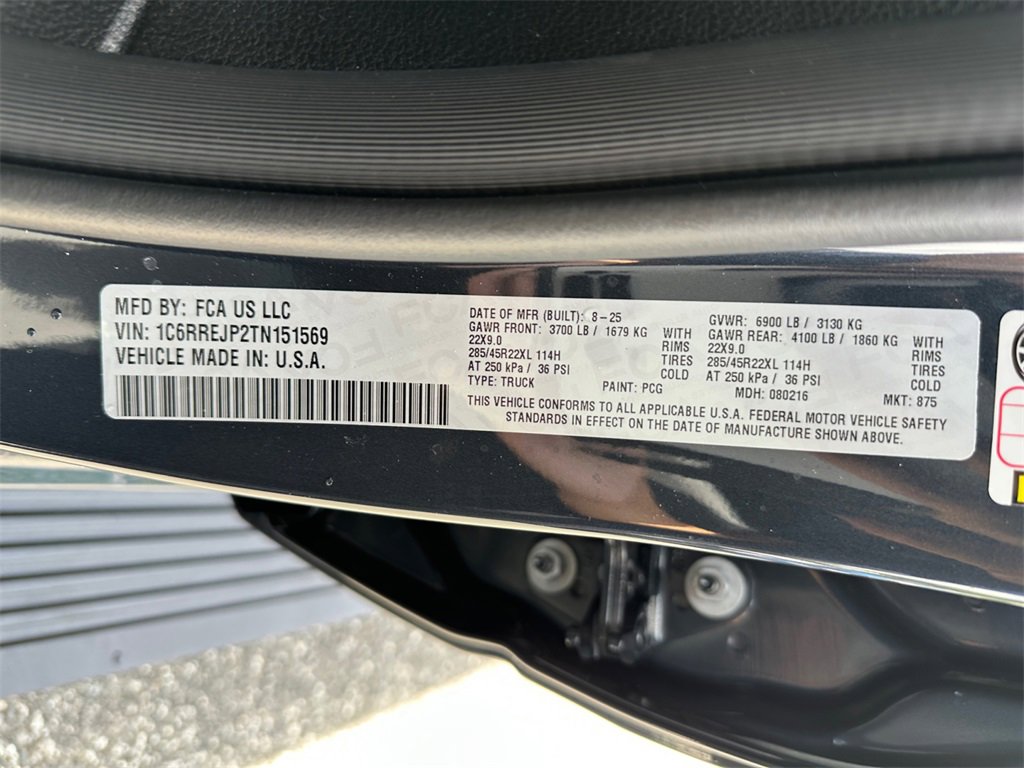 MFD BY: FCA US LLC
VIN: 1C6RREJP2TN151569
VEHICLE MADE IN: U.S.A.
DATE OF MFR (BUILT): 8-25
GAWR FRONT: 3700 LB / 1679 KG WITH
22X9.0 RIMS
285/45R22XL 114H TIRES
AT 250 kPa / 36 PSI COLD
TYPE: TRUCK PAINT: PCG
GVWR: 6900 LB / 3130 KG
GAWR REAR: 4100 LB / 1860 KG WITH
22X9.0 RIMS
285/45R22XL 114H TIRES
AT 250 kPa / 36 PSI COLD
MDH: 080216 MKT: 875
THIS VEHICLE CONFORMS TO ALL APPLICABLE U.S.A. FEDERAL MOTOR VEHICLE SAFETY
STANDARDS IN EFFECT ON THE DATE OF MANUFACTURE SHOWN ABOVE.